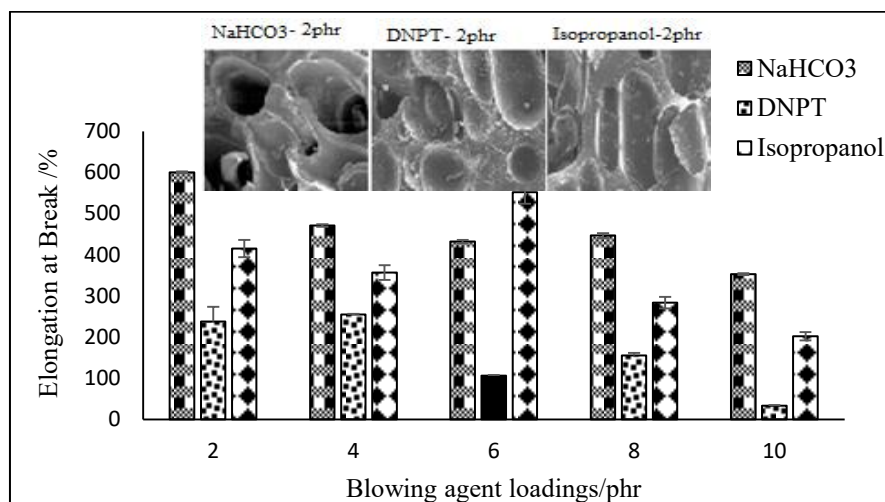 NaHCO3- 2phr
DNPT- 2phr
Isopropanol-2phr
NaHCO3
DNPT
Isopropanol
700
600
500
400
300
200
100
0
Elongation at Break /%
2
4
6
8
10
Blowing agent loadings/phr